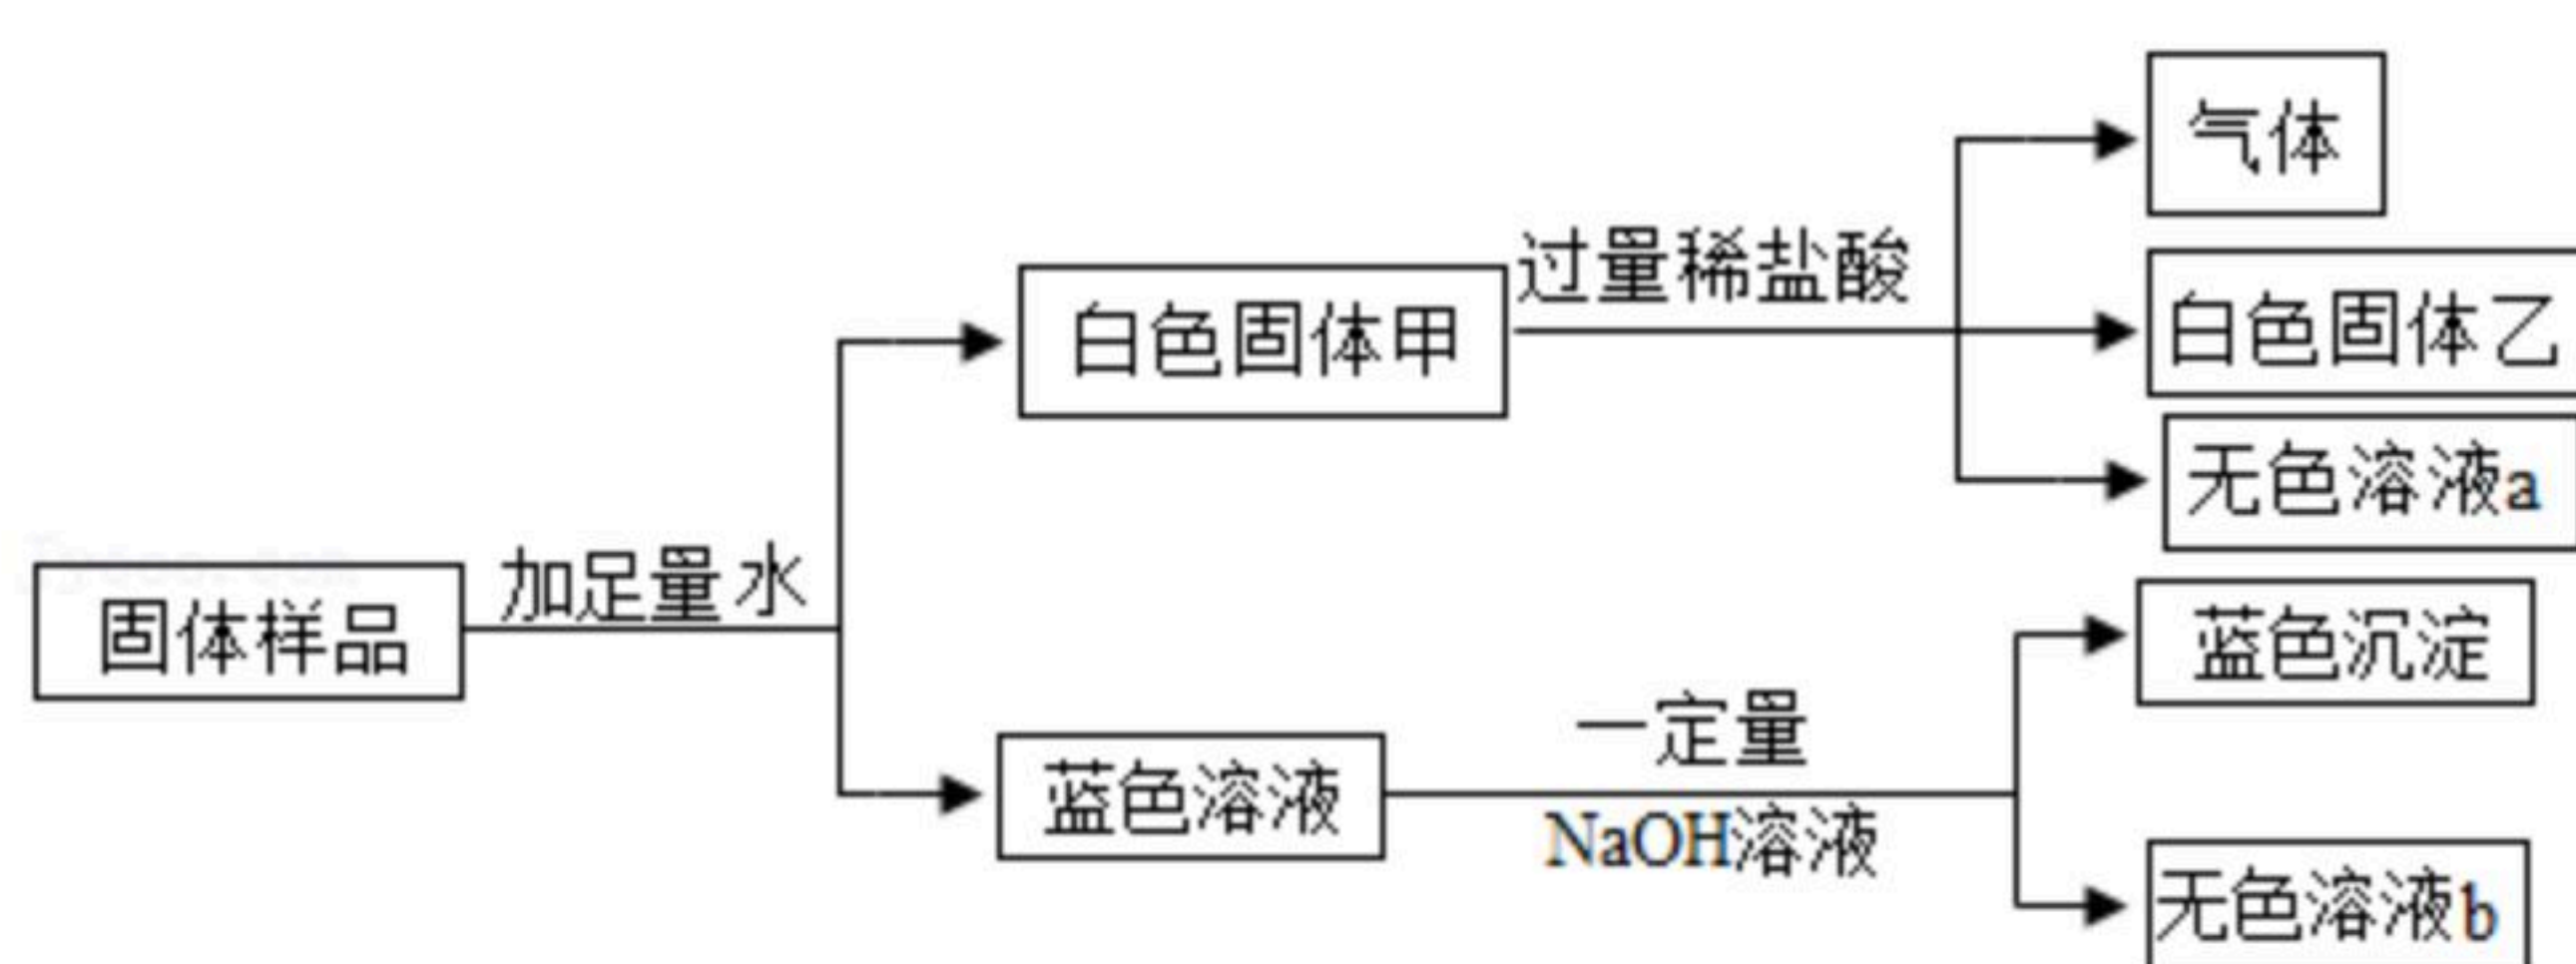 气体
过量稀盐酸
白色固体甲
白色固体乙
无色溶液a
加足量水
固体样品
蓝色沉淀
一定量
蓝色溶液
NaOH溶液
无色溶液b